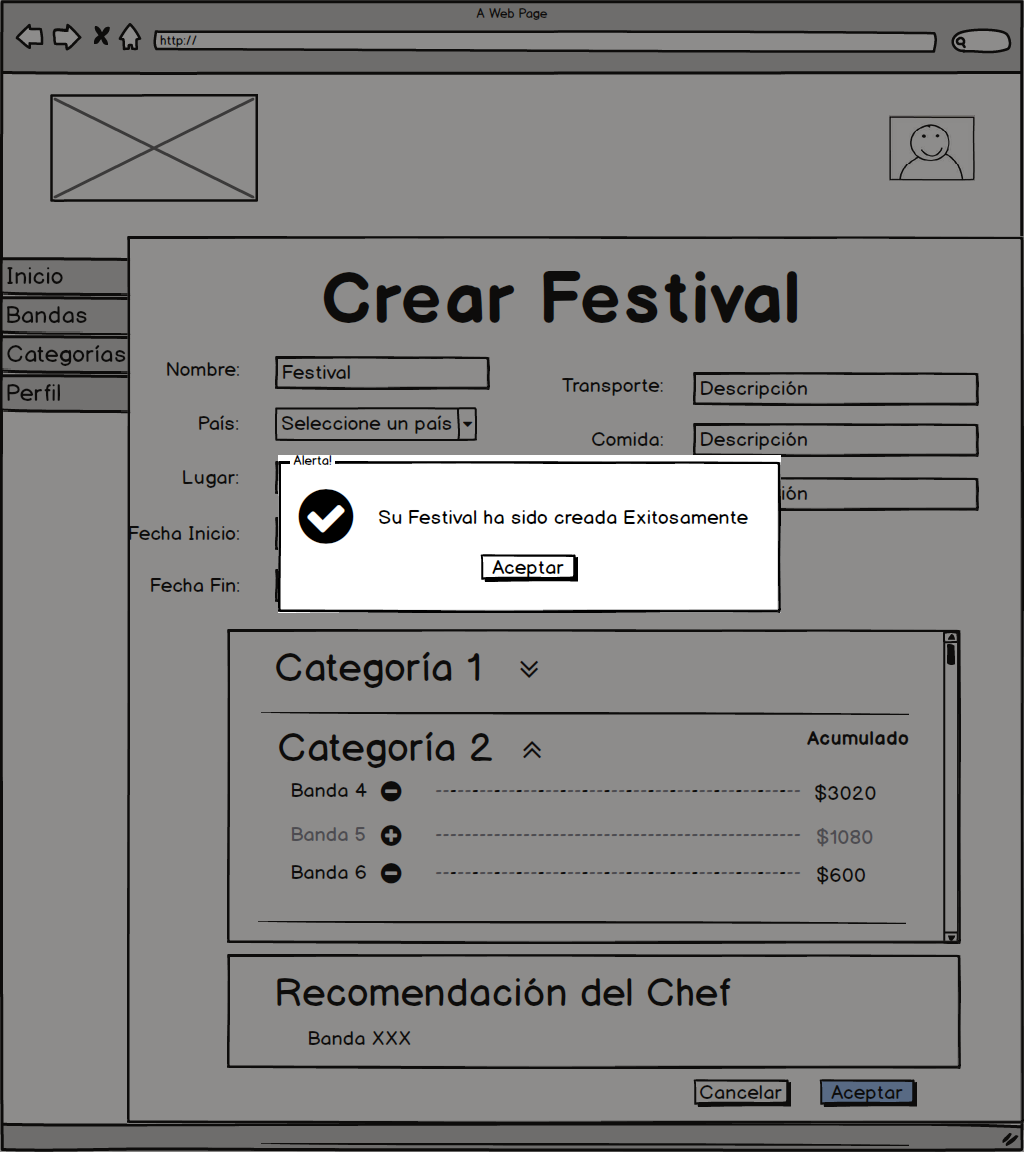 A Web Page
http://
Inicio
Bandas
Categorías
Perfil
Crear Festival
Nombre: Festival
Transporte: Descripción
País: Seleccione un país
Comida: Descripción
Lugar:
ión
Fecha Inicio:
Fecha Fin:
Alerta!
Su Festival ha sido creada Exitosamente
Aceptar
Categoría 1
Categoría 2
Acumulado
Banda 4 $3020
Banda 5 $1080
Banda 6 $600
Recomendación del Chef
Banda XXX
Cancelar Aceptar